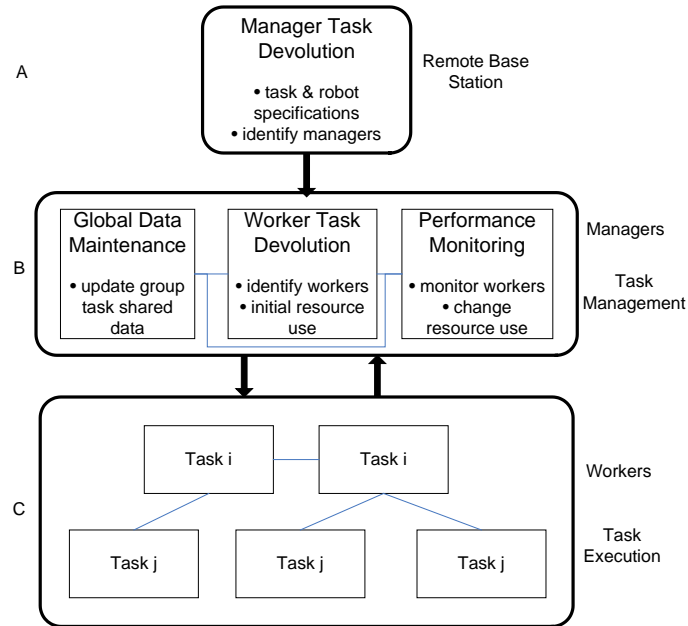 A
Manager Task
Devolution
• task & robot
specifications
• identify managers
Remote Base
Station
B
Global Data
Maintenance
• update group
task shared
data
Worker Task
Devolution
• identify workers
• initial resource
use
Performance
Monitoring
• monitor workers
• change
resource use
Managers
Task
Management
C
Task i
Task i
Task j
Task j
Task j
Workers
Task
Execution